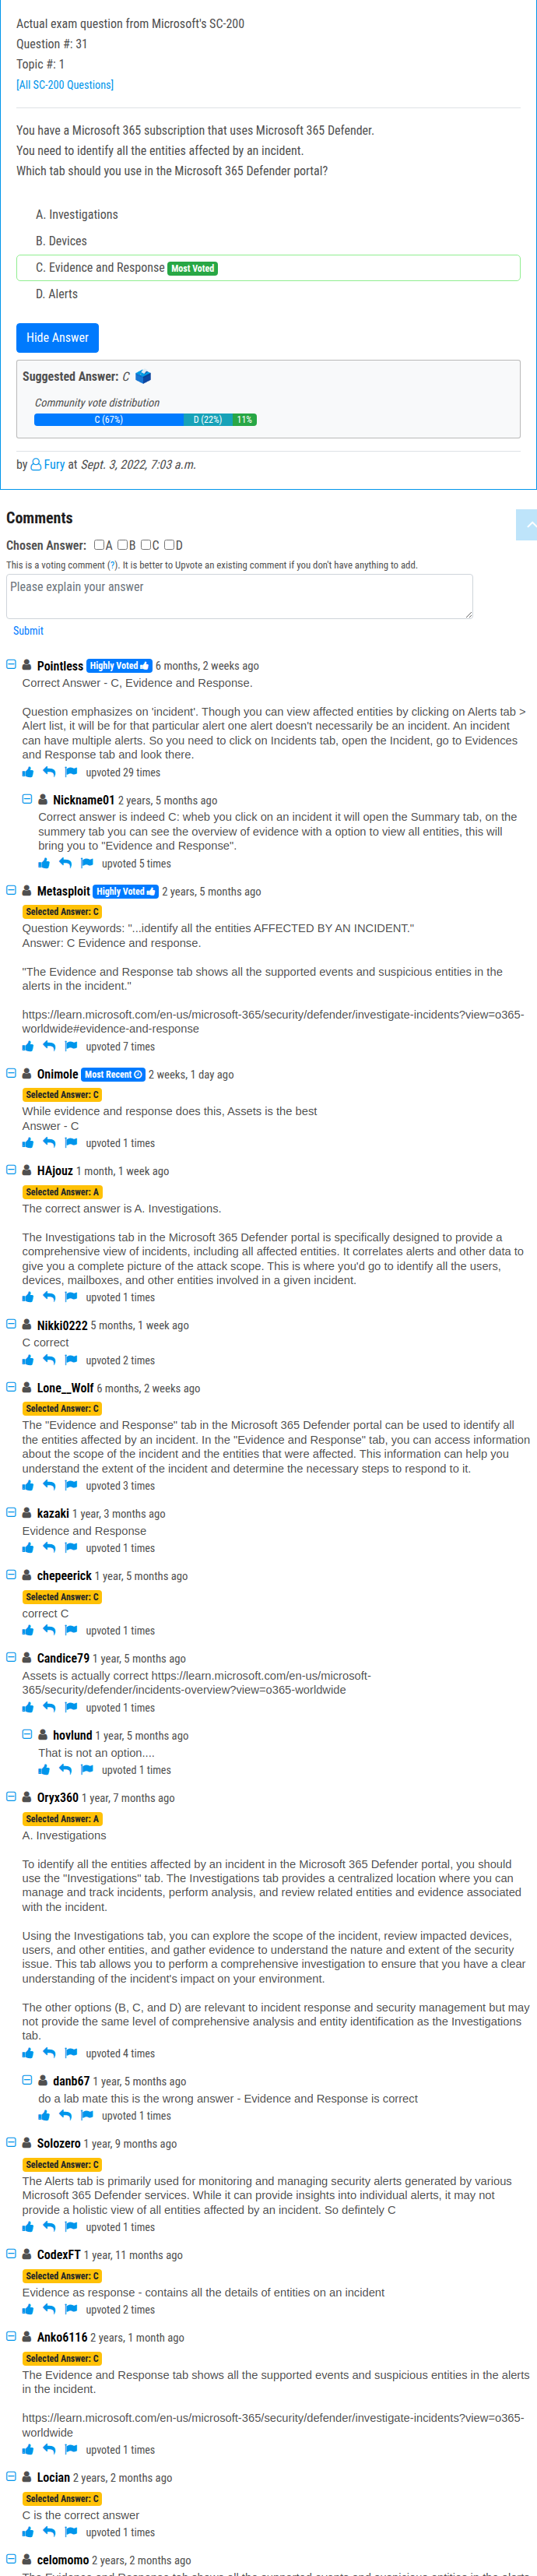 Actual exam question from Microsoft's SC-200
Question #: 31
Topic #: 1
[All SC-200 Questions]
You have a Microsoft 365 subscription that uses Microsoft 365 Defender.
You need to identify all the entities affected by an incident.
Which tab should you use in the Microsoft 365 Defender portal?
A. Investigations
B. Devices
C. Evidence and Response Most Voted
D. Alerts
Hide Answer
Suggested Answer: C
Community vote distribution
C (67%) D (22%) 11%
by Fury at Sept. 3, 2022, 7:03 a.m.
Comments
Chosen Answer: A B C D
This is a voting comment (?). It is better to Upvote an existing comment if you don't have anything to add.
Please explain your answer
Submit
Pointless Highly Voted 6 months, 2 weeks ago
Correct Answer - C, Evidence and Response.
Question emphasizes on 'incident'. Though you can view affected entities by clicking on Alerts tab >
Alert list, it will be for that particular alert one alert doesn't necessarily be an incident. An incident
can have multiple alerts. So you need to click on Incidents tab, open the Incident, go to Evidences
and Response tab and look there.
upvoted 29 times
Nickname01 2 years, 5 months ago
Correct answer is indeed C: wheb you click on an incident it will open the Summary tab, on the
summery tab you can see the overview of evidence with a option to view all entities, this will
bring you to "Evidence and Response".
upvoted 5 times
Metasploit Highly Voted 2 years, 5 months ago
Selected Answer: C
Question Keywords: "...identify all the entities AFFECTED BY AN INCIDENT."
Answer: C Evidence and response.
"The Evidence and Response tab shows all the supported events and suspicious entities in the
alerts in the incident."
https://learn.microsoft.com/en-us/microsoft-365/security/defender/investigate-incidents?view=o365-
worldwide#evidence-and-response
upvoted 7 times
Onimole Most Recent 2 weeks, 1 day ago
Selected Answer: C
While evidence and response does this, Assets is the best
Answer - C
upvoted 1 times
HAjouz 1 month, 1 week ago
Selected Answer: A
The correct answer is A. Investigations.
The Investigations tab in the Microsoft 365 Defender portal is specifically designed to provide a
comprehensive view of incidents, including all affected entities. It correlates alerts and other data to
give you a complete picture of the attack scope. This is where you'd go to identify all the users,
devices, mailboxes, and other entities involved in a given incident.
upvoted 1 times
Nikki0222 5 months, 1 week ago
C correct
upvoted 2 times
Lone__Wolf 6 months, 2 weeks ago
Selected Answer: C
The "Evidence and Response" tab in the Microsoft 365 Defender portal can be used to identify all
the entities affected by an incident. In the "Evidence and Response" tab, you can access information
about the scope of the incident and the entities that were affected. This information can help you
understand the extent of the incident and determine the necessary steps to respond to it.
upvoted 3 times
kazaki 1 year, 3 months ago
Evidence and Response
upvoted 1 times
chepeerick 1 year, 5 months ago
Selected Answer: C
correct C
upvoted 1 times
Candice79 1 year, 5 months ago
Assets is actually correct https://learn.microsoft.com/en-us/microsoft-
365/security/defender/incidents-overview?view=o365-worldwide
upvoted 1 times
hovlund 1 year, 5 months ago
That is not an option....
upvoted 1 times
Oryx360 1 year, 7 months ago
Selected Answer: A
A. Investigations
To identify all the entities affected by an incident in the Microsoft 365 Defender portal, you should
use the "Investigations" tab. The Investigations tab provides a centralized location where you can
manage and track incidents, perform analysis, and review related entities and evidence associated
with the incident.
Using the Investigations tab, you can explore the scope of the incident, review impacted devices,
users, and other entities, and gather evidence to understand the nature and extent of the security
issue. This tab allows you to perform a comprehensive investigation to ensure that you have a clear
understanding of the incident's impact on your environment.
The other options (B, C, and D) are relevant to incident response and security management but may
not provide the same level of comprehensive analysis and entity identification as the Investigations
tab.
upvoted 4 times
danb67 1 year, 5 months ago
do a lab mate this is the wrong answer - Evidence and Response is correct
upvoted 1 times
Solozero 1 year, 9 months ago
Selected Answer: C
The Alerts tab is primarily used for monitoring and managing security alerts generated by various
Microsoft 365 Defender services. While it can provide insights into individual alerts, it may not
provide a holistic view of all entities affected by an incident. So defintely C
upvoted 1 times
CodexFT 1 year, 11 months ago
Selected Answer: C
Evidence as response - contains all the details of entities on an incident
upvoted 2 times
Anko6116 2 years, 1 month ago
Selected Answer: C
The Evidence and Response tab shows all the supported events and suspicious entities in the alerts
in the incident.
https://learn.microsoft.com/en-us/microsoft-365/security/defender/investigate-incidents?view=o365-
worldwide
upvoted 1 times
Locian 2 years, 2 months ago
Selected Answer: C
C is the correct answer
upvoted 1 times
celomomo 2 years, 2 months ago